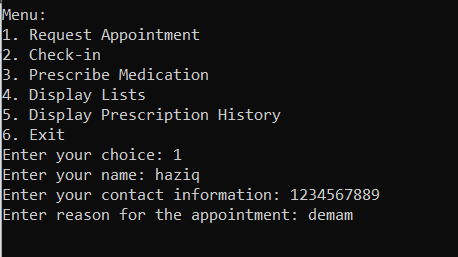 Menu:
1. Request Appointment
2. Check-in
3. Prescribe Medication
4. Display Lists
5. Display Prescription History
6. Exit
Enter your choice: 1
Enter your name: haziq
Enter your contact information: 1234567889
Enter reason for the appointment: demam